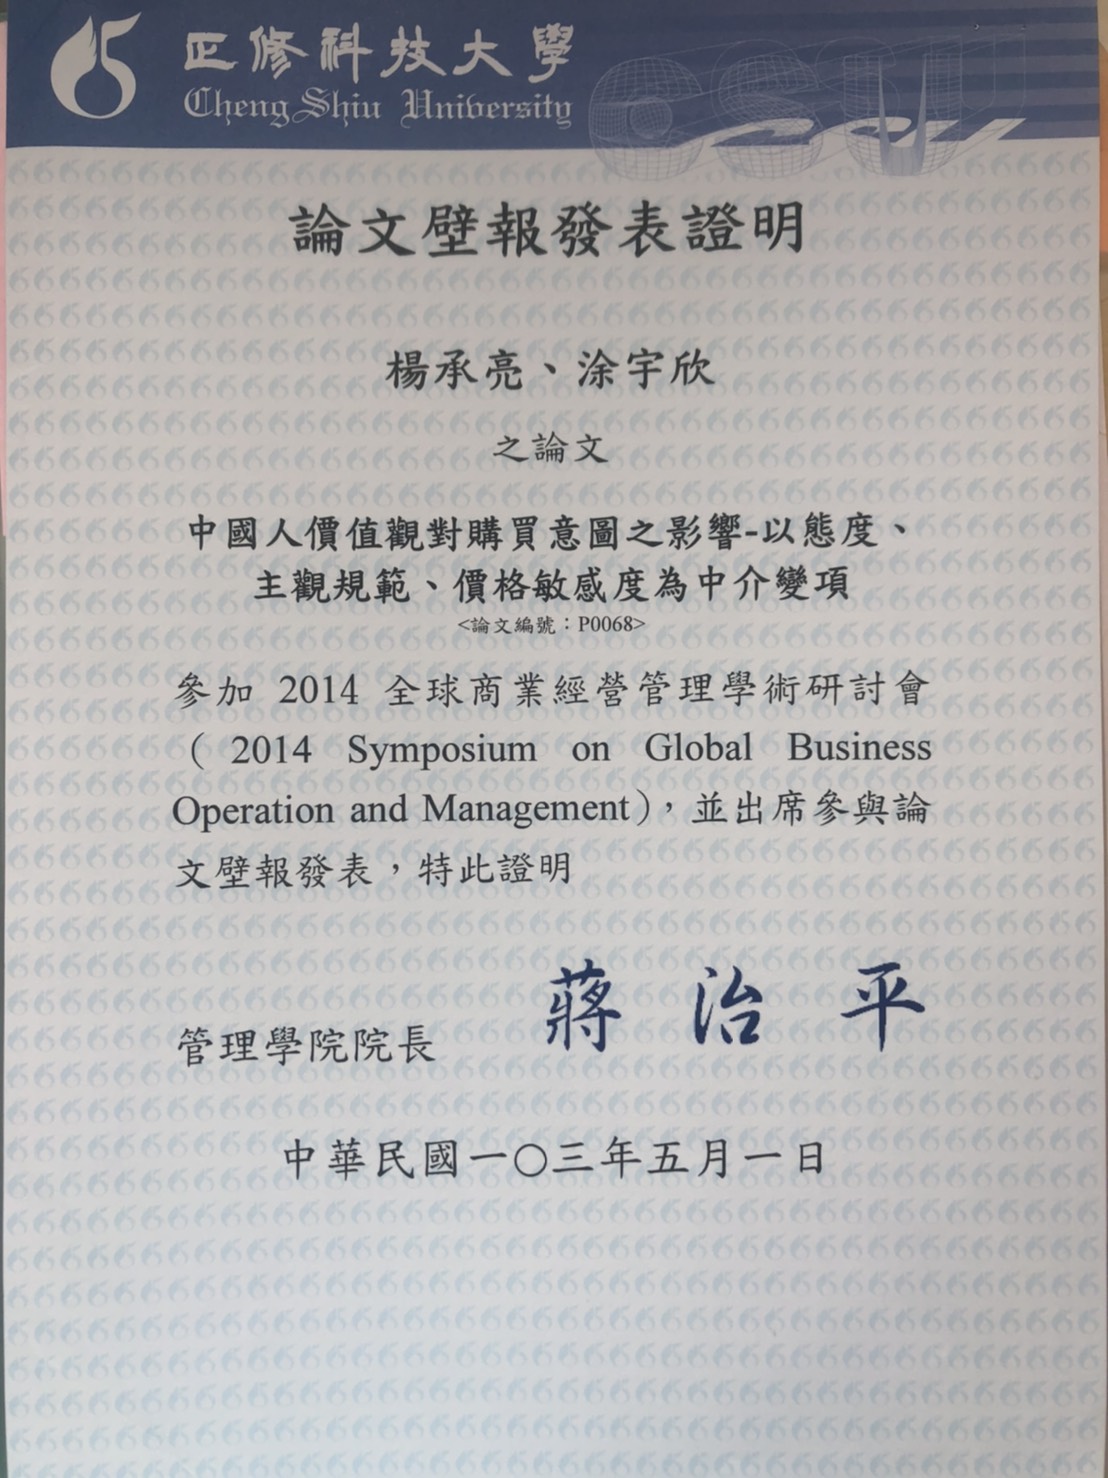 正修科技大學
Cheng Shiu University
論文壁報發表證明
楊承亮、涂宇欣
之論文
中國人價值觀對購買意圖之影響-以態度、
主觀規範、價格敏感度為中介變項
<論文編號：P0068>
參加 2014 全球商業經營管理學術研討會
（2014 Symposium on Global Business
Operation and Management），並出席參與論
文壁報發表，特此證明
管理學院院長 蔣治平
中華民國一〇三年五月一日